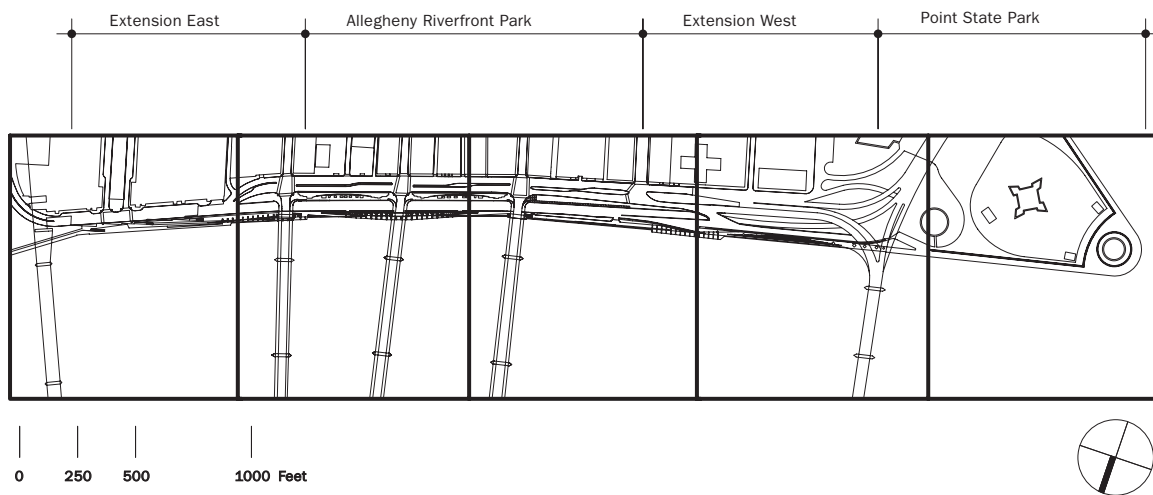 Extension East
Allegheny Riverfront Park
Extension West
Point State Park
0
250
500
1000 Feet